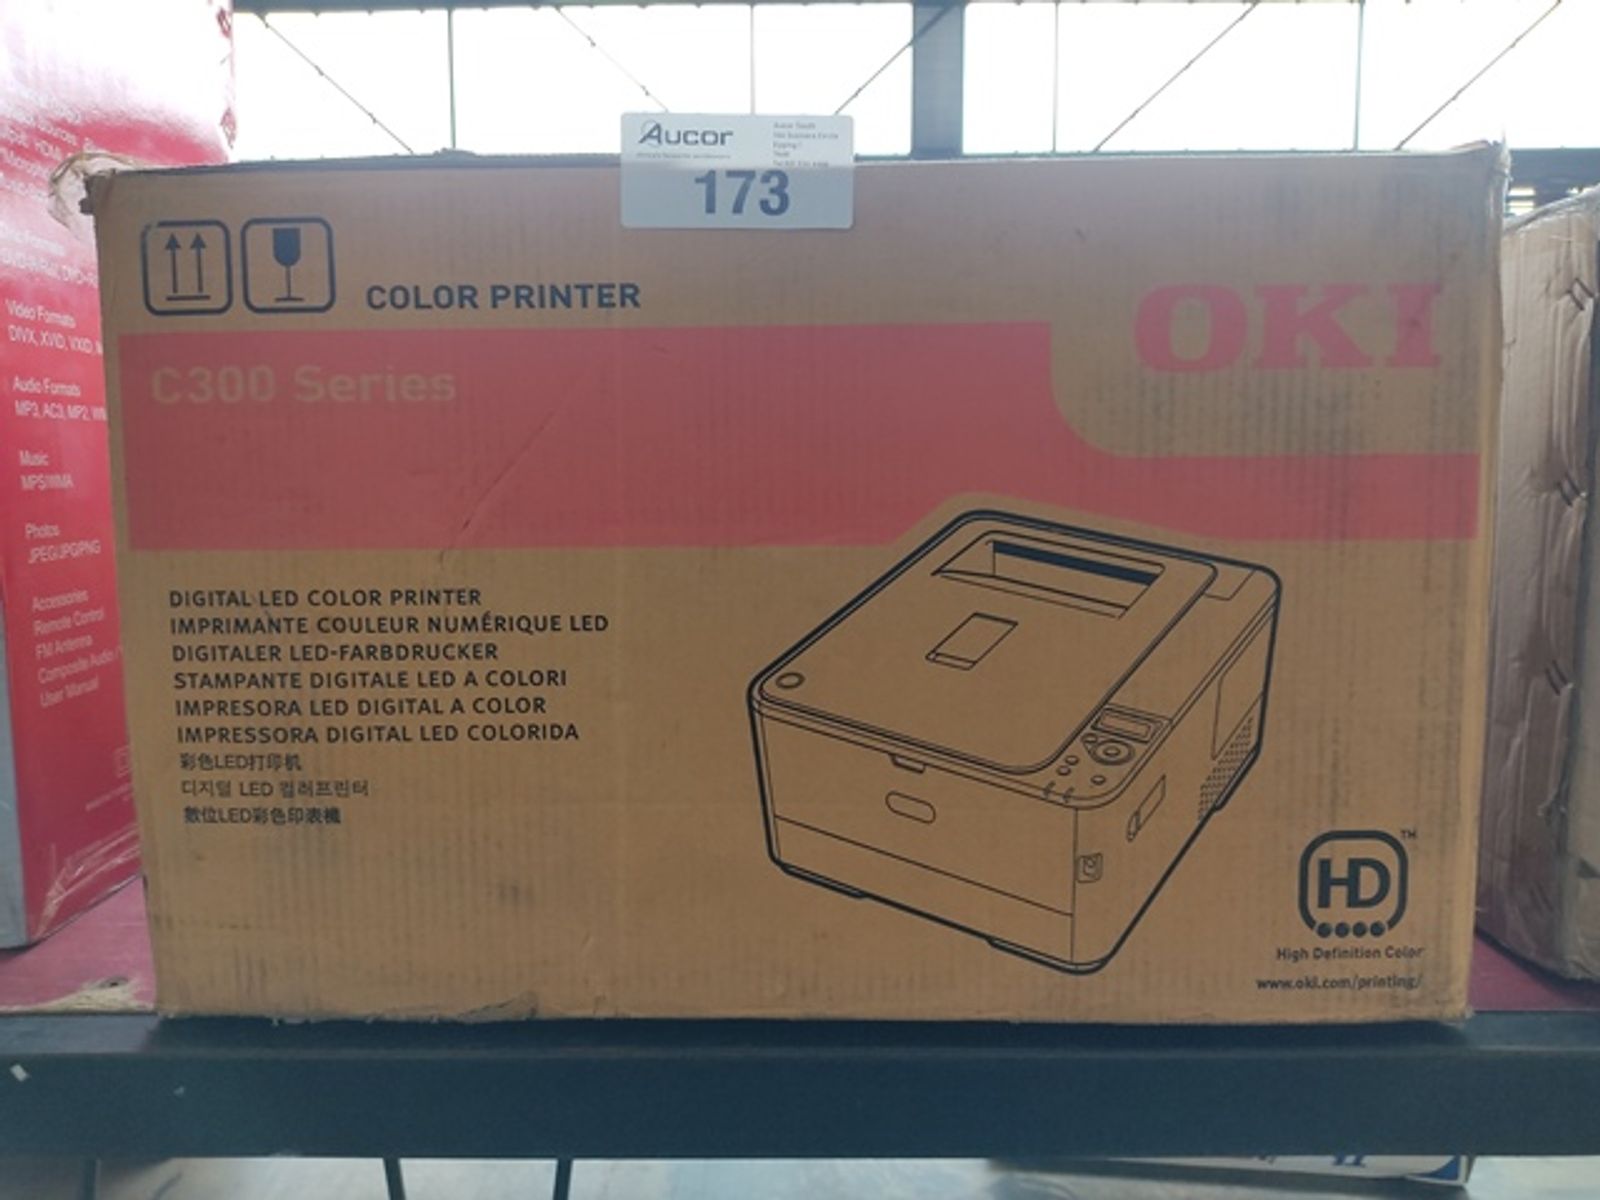 Aucor
173
COLOR PRINTER
OKI
C300 Series
DIGITAL LED COLOR PRINTER
IMPRIMANTE COULEUR NUMÉRIQUE LED
DIGITALER LED-FARBDRUCKER
STAMPANTE DIGITALE LED A COLORI
IMPRESORA LED DIGITAL A COLOR
IMPRESSORA DIGITAL LED COLORIDA
彩色LED打印机
디지털 LED 컬러프린터
數位LED彩色印表機
HD TM
High Definition Color
www.oki.com/printing/
Video Formats
DIVX, XVID,
Audio Formats
MP3, AC3, MP2,
Music
Photos
JPEG/JPG/PNG
Accessories
Remote Control
FM Antenna
Composite Audio
User Manual